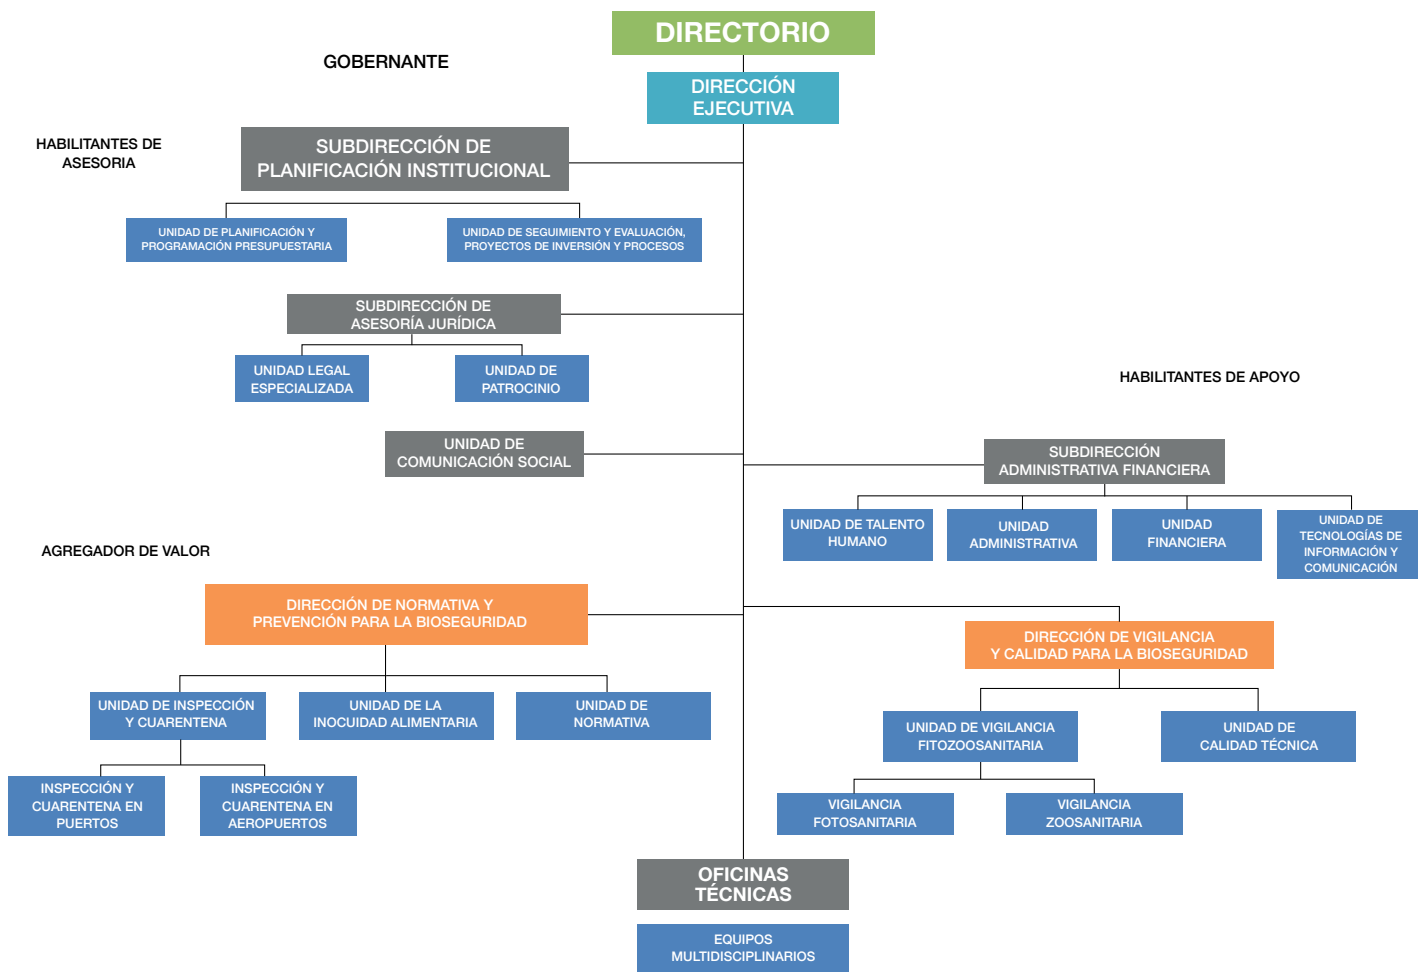 DIRECTORIO
GOBERNANTE
DIRECCIÓN
EJECUTIVA
HABILITANTES DE
ASESORIA
SUBDIRECCIÓN DE
PLANIFICACIÓN INSTITUCIONAL
UNIDAD DE PLANIFICACIÓN Y
PROGRAMACIÓN PRESUPUESTARIA
UNIDAD DE SEGUIMIENTO Y EVALUACIÓN,
PROYECTOS DE INVERSIÓN Y PROCESOS
SUBDIRECCIÓN DE
ASESORÍA JURÍDICA
UNIDAD LEGAL
ESPECIALIZADA
UNIDAD DE
PATROCINIO
HABILITANTES DE APOYO
UNIDAD DE
COMUNICACIÓN SOCIAL
SUBDIRECCIÓN
ADMINISTRATIVA FINANCIERA
UNIDAD DE TALENTO
HUMANO
UNIDAD
ADMINISTRATIVA
UNIDAD
FINANCIERA
UNIDAD DE
TECNOLOGÍAS DE
INFORMACIÓN Y
COMUNICACIÓN
AGREGADOR DE VALOR
DIRECCIÓN DE NORMATIVA Y
PREVENCIÓN PARA LA BIOSEGURIDAD
DIRECCIÓN DE VIGILANCIA
Y CALIDAD PARA LA BIOSEGURIDAD
UNIDAD DE INSPECCIÓN
Y CUARENTENA
UNIDAD DE LA
INOCUIDAD ALIMENTARIA
UNIDAD DE
NORMATIVA
UNIDAD DE VIGILANCIA
FITOZOOSANITARIA
UNIDAD DE
CALIDAD TÉCNICA
INSPECCIÓN Y
CUARENTENA EN
PUERTOS
INSPECCIÓN Y
CUARENTENA EN
AEROPUERTOS
VIGILANCIA
FOTOSANITARIA
VIGILANCIA
ZOOSANITARIA
OFICINAS
TÉCNICAS
EQUIPOS
MULTIDISCIPLINARIOS